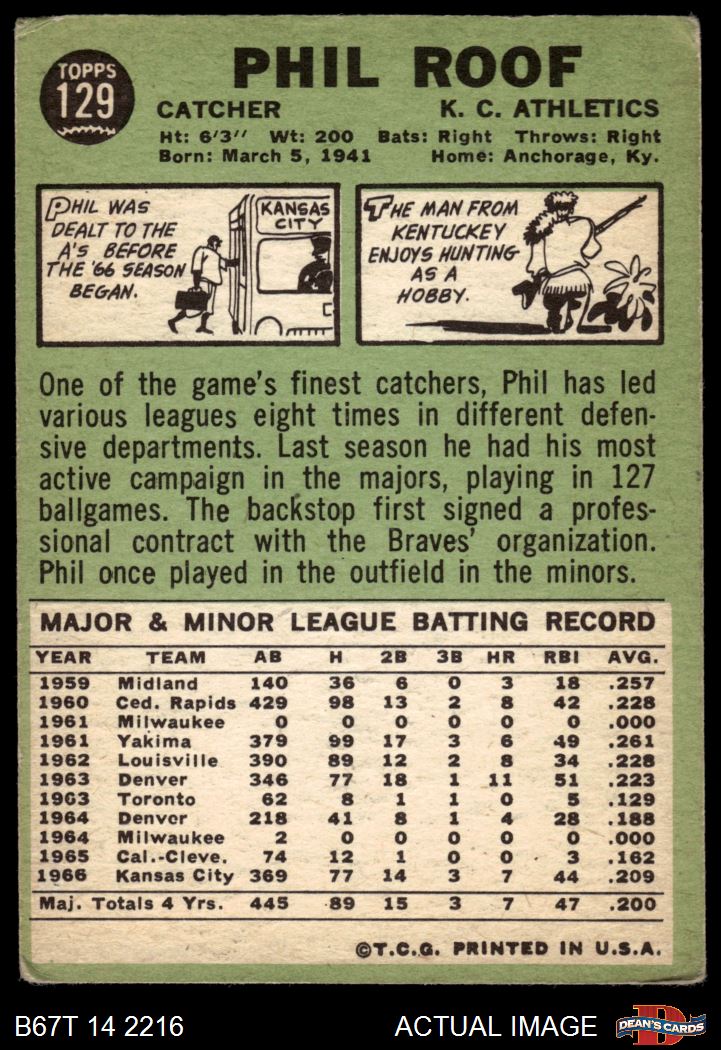 TOPPS
129
PHIL ROOF
CATCHER K. C. ATHLETICS
Ht: 6'3" Wt: 200 Bats: Right Throws: Right
Born: March 5, 1941 Home: Anchorage, Ky.
PHIL WAS
DEALT TO THE
A'S BEFORE
THE '66 SEASON
BEGAN.
KANSAS
CITY
THE MAN FROM
KENTUCKEY
ENJOYS HUNTING
AS A
HOBBY.
One of the game's finest catchers, Phil has led
various leagues eight times in different defen-
sive departments. Last season he had his most
active campaign in the majors, playing in 127
ballgames. The backstop first signed a profes-
sional contract with the Braves' organization.
Phil once played in the outfield in the minors.
MAJOR & MINOR LEAGUE BATTING RECORD
YEAR TEAM AB H 2B 3B HR RBI AVG.
1959 Midland 140 36 6 0 3 18 .257
1960 Ced. Rapids 429 98 13 2 8 42 .228
1961 Milwaukee 0 0 0 0 0 0 .000
1961 Yakima 379 99 17 3 6 49 .261
1962 Louisville 390 89 12 2 8 34 .228
1963 Denver 346 77 18 1 11 51 .223
1963 Toronto 62 8 1 1 0 5 .129
1964 Denver 218 41 8 1 4 28 .188
1964 Milwaukee 2 0 0 0 0 0 .000
1965 Cal.-Cleve. 74 12 1 0 0 3 .162
1966 Kansas City 369 77 14 3 7 44 .209
Maj. Totals 4 Yrs. 445 89 15 3 7 47 .200
©T.C.G. PRINTED IN U.S.A.
B67T 14 2216 ACTUAL IMAGE
DEAN'S CARDS